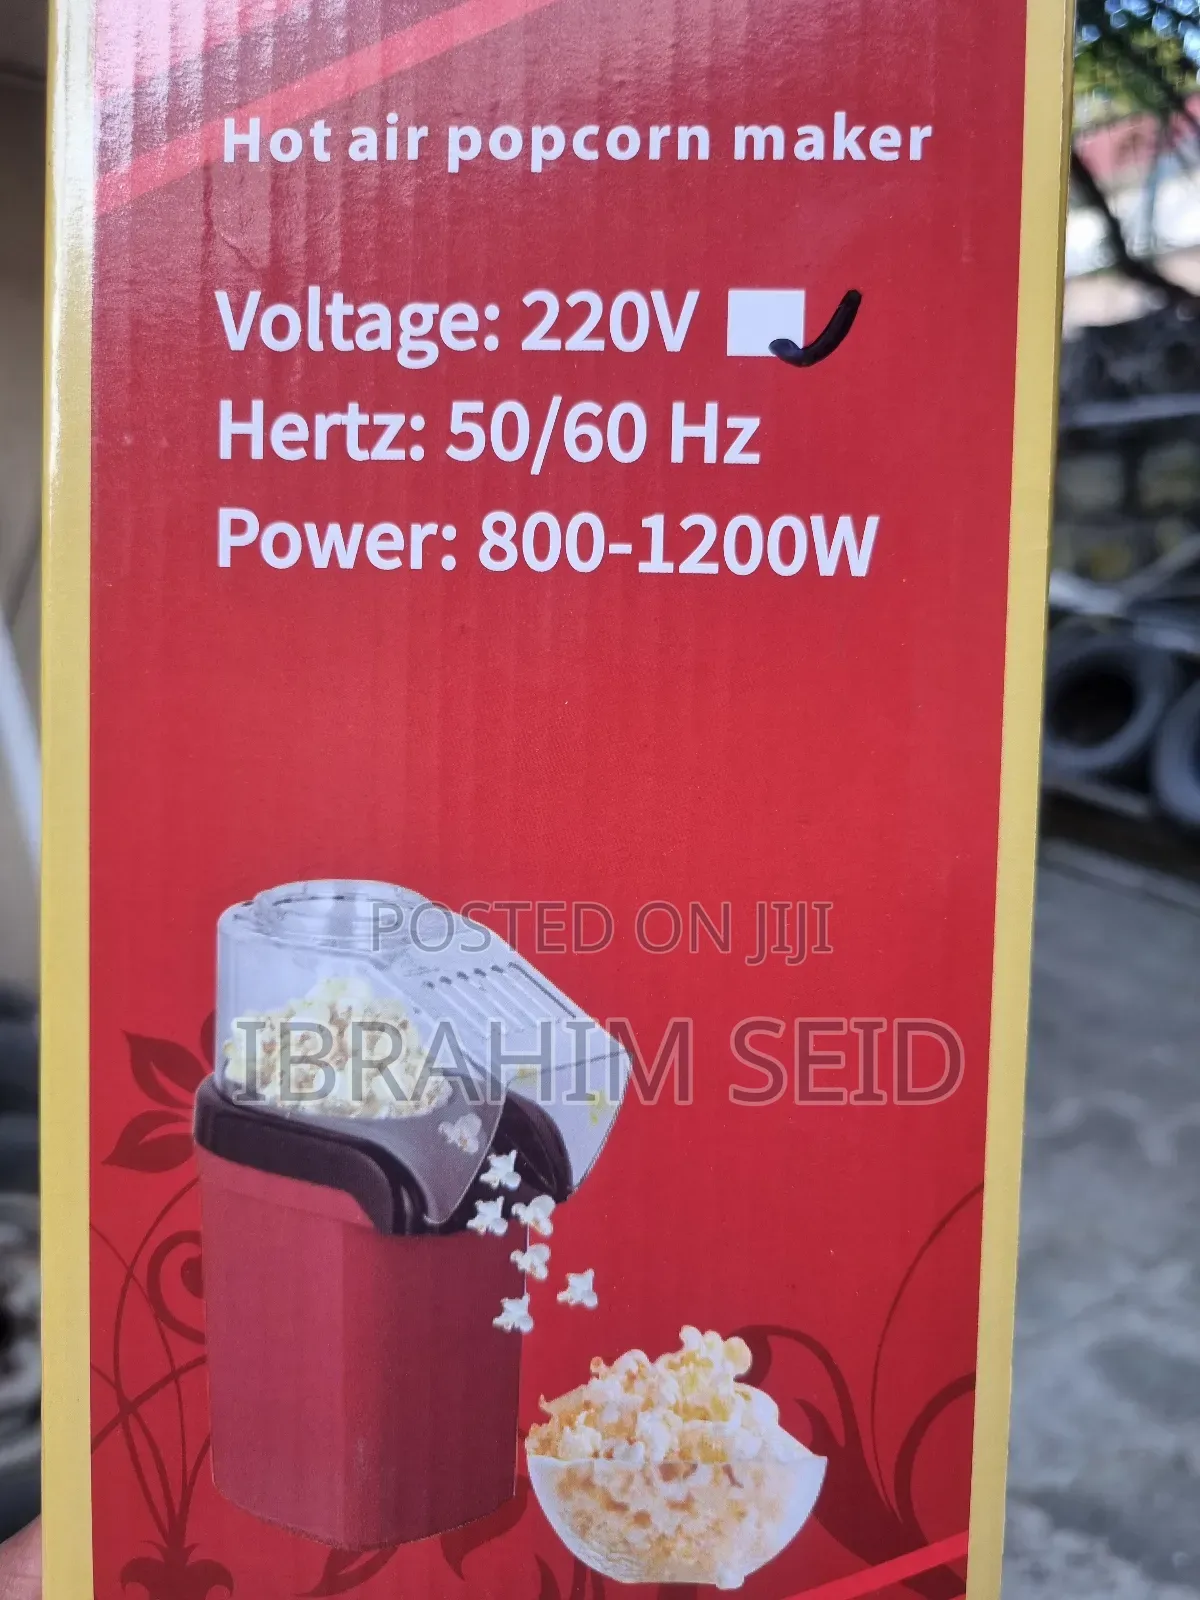 Hot air popcorn maker
Voltage: 220V
Hertz: 50/60 Hz
Power: 800-1200W
POSTED ON JIJI
IBRAHIM SEID